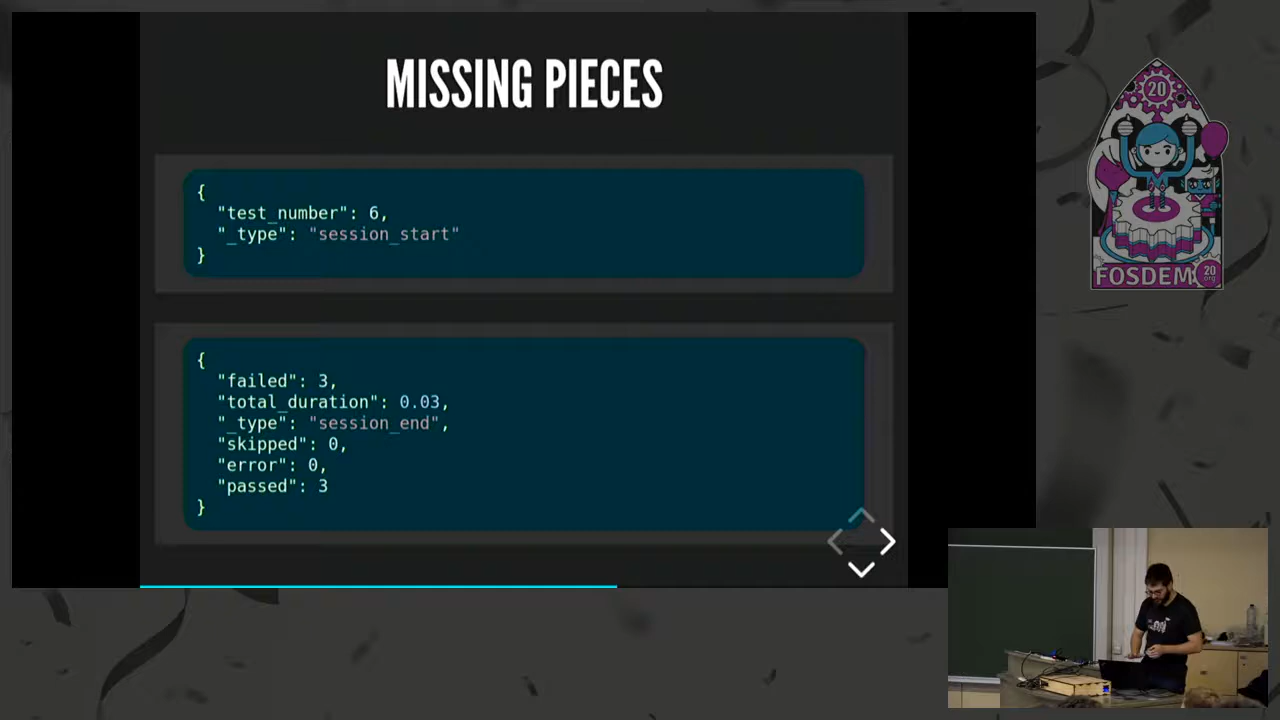 MISSING PIECES
{
"test_number": 6,
"_type": "session_start"
}
{
"failed": 3,
"total_duration": 0.03,
"_type": "session_end",
"skipped": 0,
"error": 0,
"passed": 3
}
20
FOSDEM
20
.org